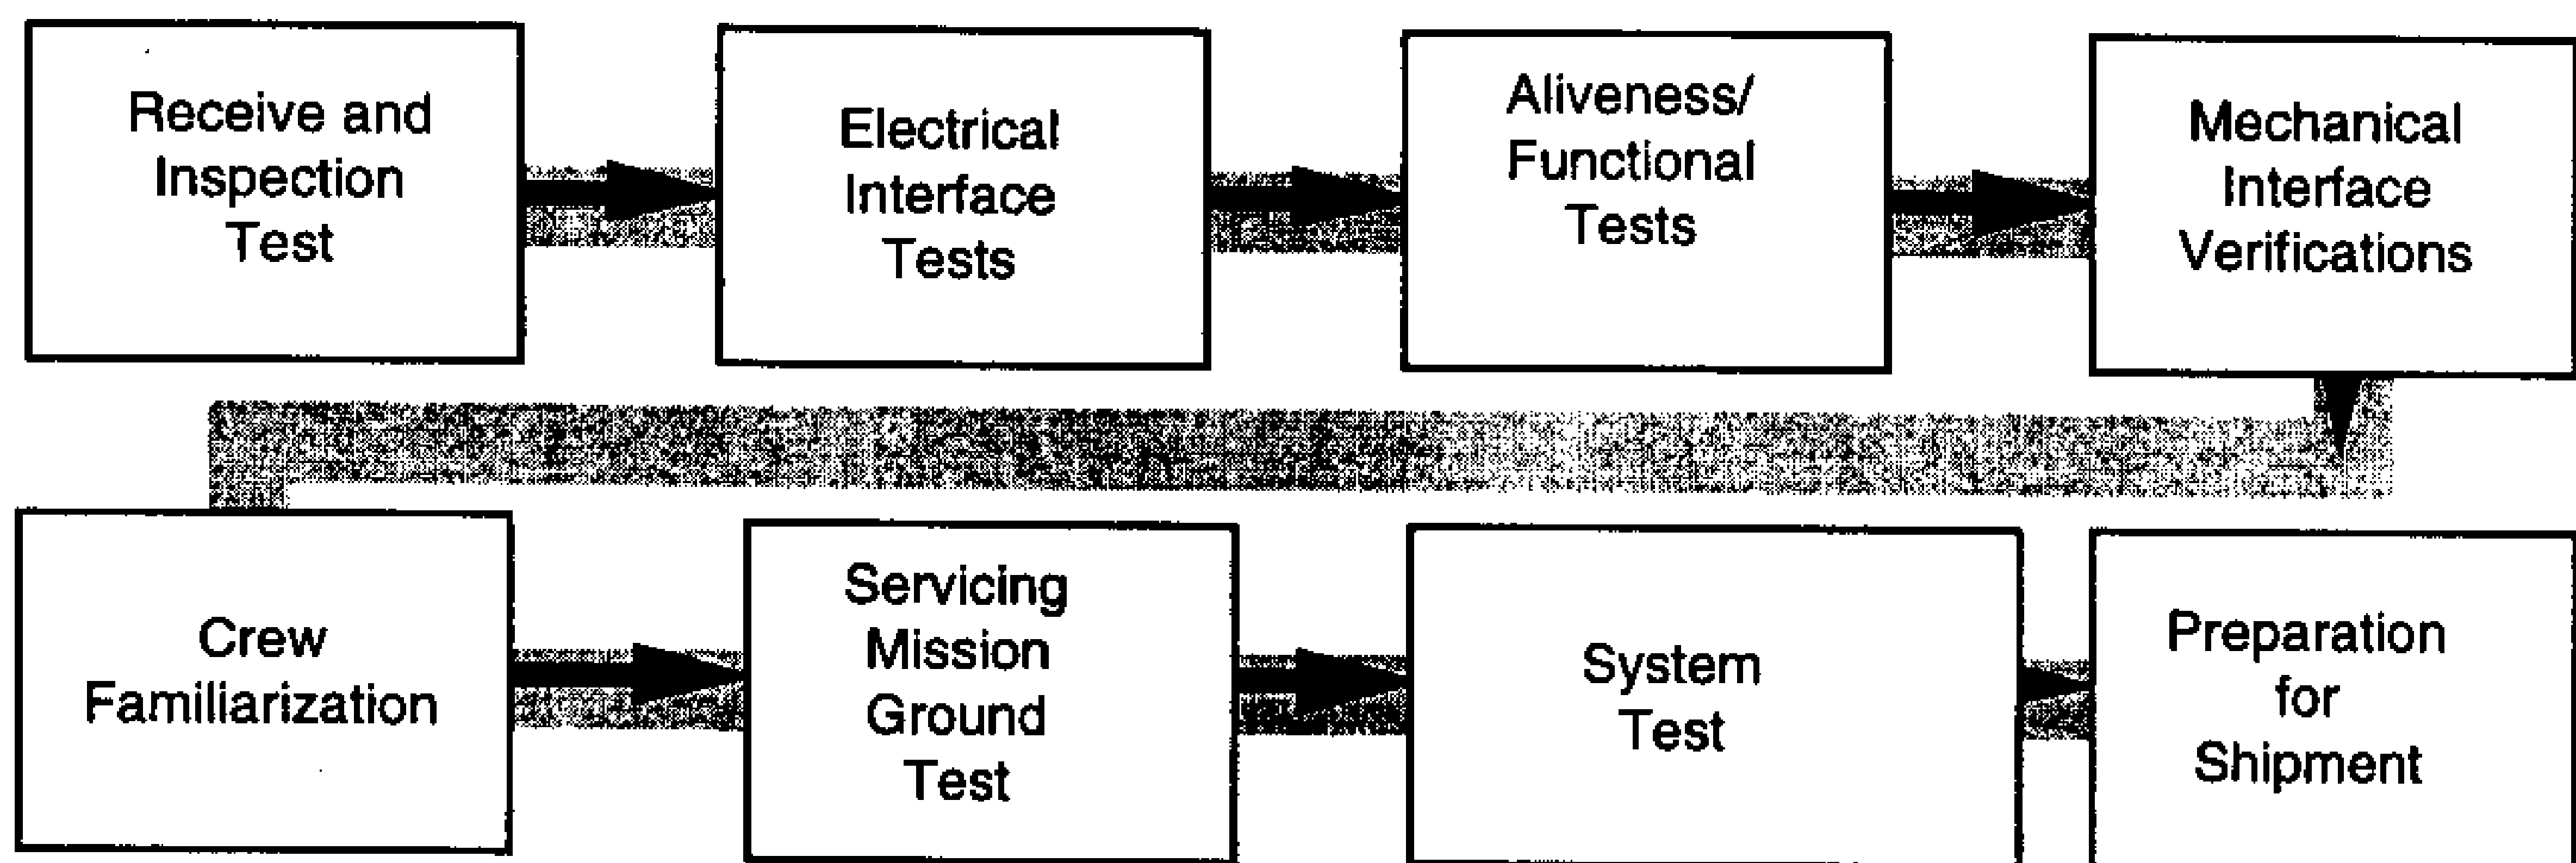 Receive and
Inspection
Test
Electrical
Interface
Tests
Aliveness/
Functional
Tests
Mechanical
Interface
Verifications
Crew
Familiarization
Servicing
Mission
Ground
Test
System
Test
Preparation
for
Shipment